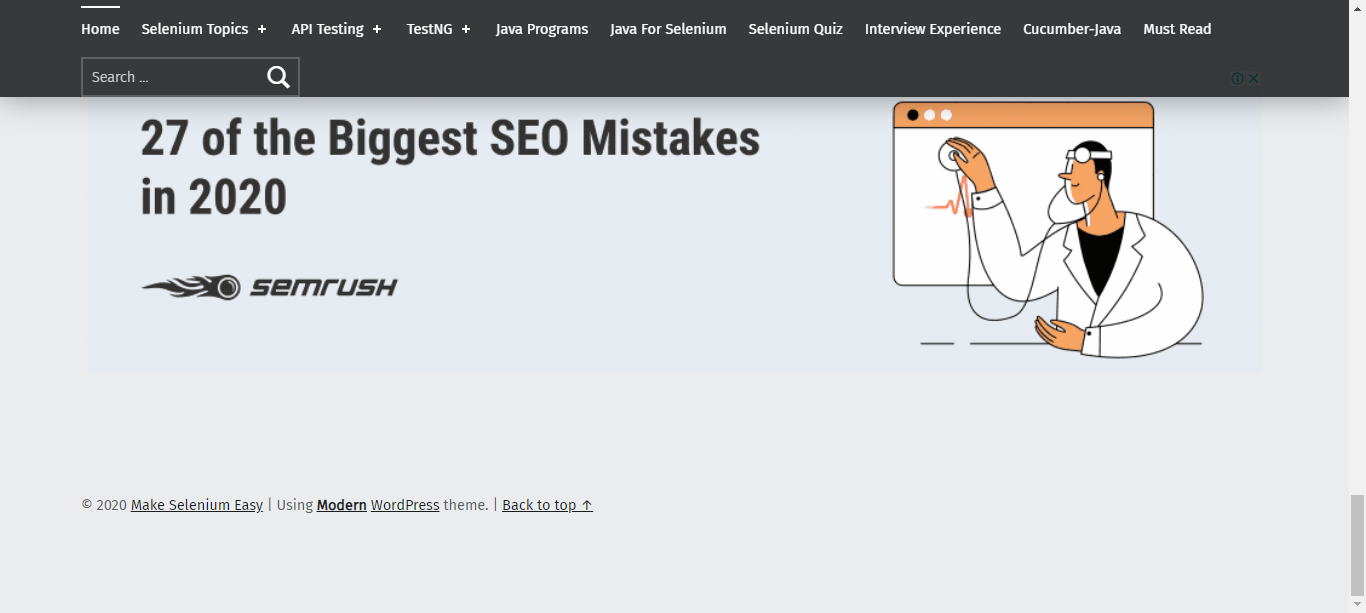 Home Selenium Topics + API Testing + TestNG + Java Programs Java For Selenium Selenium Quiz Interview Experience Cucumber-Java Must Read
Search ...
27 of the Biggest SEO Mistakes
in 2020
semrush
© 2020 Make Selenium Easy | Using Modern WordPress theme. | Back to top ↑